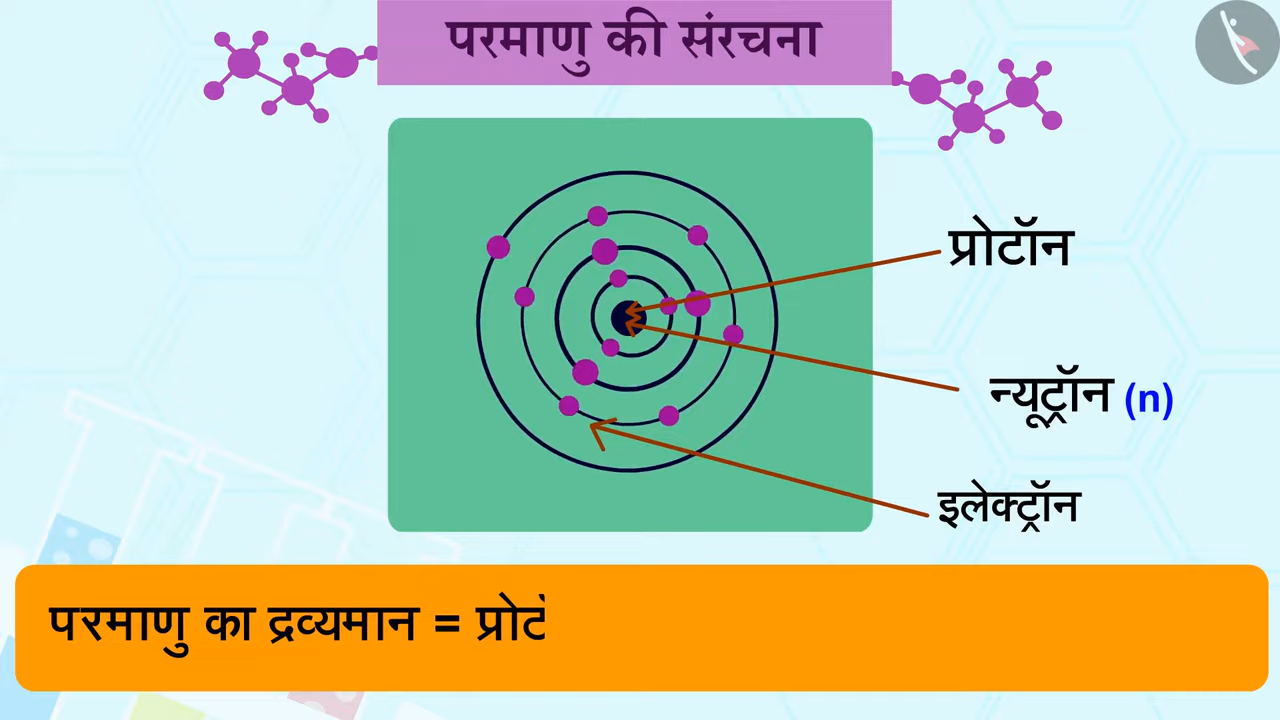 परमाणु की संरचना
प्रोटॉन
न्यूट्रॉन (n)
इलेक्ट्रॉन
परमाणु का द्रव्यमान =